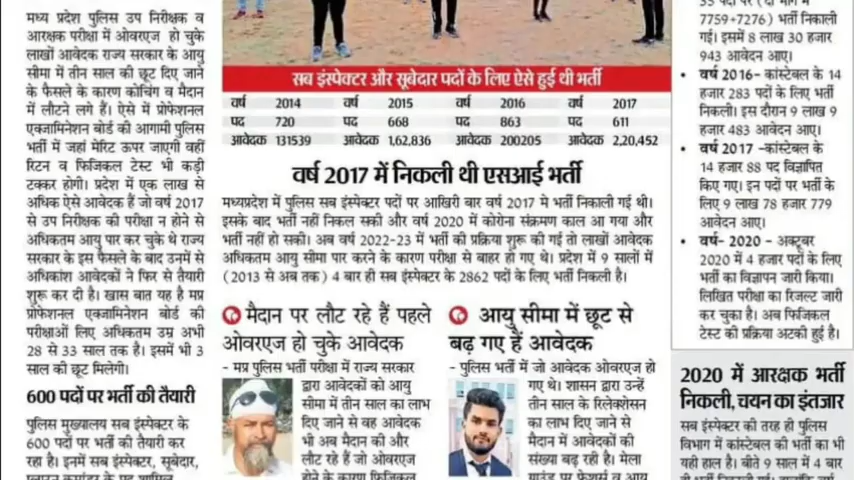 मध्य प्रदेश पुलिस उप निरीक्षक व
आरक्षक परीक्षा में ओवरएज हो चुके
लाखों आवेदक राज्य सरकार के आयु
सीमा में तीन साल की छूट दिए जाने
के फैसले के कारण कोचिंग व मैदान
में लौटने लगे हैं। ऐसे में प्रोफेशनल
एक्जामिनेशन बोर्ड की आगामी पुलिस
भर्ती में जहां मेरिट ऊपर जाएगी वहीं
रिटन व फिजिकल टेस्ट भी कड़ी
टक्कर होगी। प्रदेश में एक लाख से
अधिक ऐसे आवेदक हैं जो वर्ष 2017
से उप निरीक्षक की परीक्षा न होने से
अधिकतम आयु पार कर चुके थे राज्य
सरकार के इस फैसले के बाद उनमें से
अधिकांश आवेदकों ने फिर से तैयारी
शुरू कर दी है। खास बात यह है मप्र
प्रोफेशनल एक्जामिनेशन बोर्ड की
परीक्षाओं लिए अधिकतम उम्र अभी
28 से 33 साल तक है। इसमें भी 3
साल की छूट मिलेगी।
600 पदों पर भर्ती की तैयारी
पुलिस मुख्यालय सब इंस्पेक्टर के
600 पदों पर भर्ती की तैयारी कर
रहा है। इनमें सब इंस्पेक्टर, सूबेदार,
सब इंस्पेक्टर और सूबेदार पदों के लिए ऐसे हुई थी भर्ती
वर्ष 2014 वर्ष 2015 वर्ष 2016 वर्ष 2017
पद 720 पद 668 पद 863 पद 611
आवेदक 131539 आवेदक 1,62,836 आवेदक 200205 आवेदक 2,20,452
वर्ष 2017 में निकली थी एसआई भर्ती
मध्यप्रदेश में पुलिस सब इंस्पेक्टर पदों पर आखिरी बार वर्ष 2017 मे भर्ती निकाली गई थी।
इसके बाद भर्ती नहीं निकल सकी और वर्ष 2020 में कोरोना संक्रमण काल आ गया और
भर्ती नहीं हो सकी। अब वर्ष 2022-23 में भर्ती की प्रक्रिया शुरू की गई तो लाखों आवेदक
अधिकतम आयु सीमा पार करने के कारण परीक्षा से बाहर हो गए थे। प्रदेश में 9 सालों में
(2013 से अब तक) 4 बार ही सब इंस्पेक्टर के 2862 पदों के लिए भर्ती निकली है।
मैदान पर लौट रहे हैं पहले
ओवरएज हो चुके आवेदक
- मप्र पुलिस भर्ती परीक्षा में राज्य सरकार
द्वारा आवेदकों को आयु
सीमा में तीन साल का लाभ
दिए जाने से वह आवेदक
भी अब मैदान की और
लौट रहे हैं जो ओवरएज
होने के कारण फिजिकल
आयु सीमा में छूट से
बढ़ गए हैं आवेदक
- पुलिस भर्ती में जो आवेदक ओवरएज हो
गए थे। शासन द्वारा उन्हें
तीन साल के रिलेक्शेसन
का लाभ दिए जाने से
मैदान में आवेदकों की
संख्या बढ़ रही है। मेला
ग्राउंड पर फ्रेशर्स व आयु
35 पदों पर (दो भाग में
7759+7276) भर्ती निकाली
गई। इसमें 8 लाख 30 हजार
943 आवेदन आए।
• वर्ष 2016- कांस्टेबल के 14
हजार 283 पदों के लिए भर्ती
निकली। इस दौरान 9 लाख 9
हजार 483 आवेदन आए।
• वर्ष 2017 -कांस्टेबल के
14 हजार 88 पद विज्ञापित
किए गए। इन पदों पर भर्ती के
लिए 9 लाख 78 हजार 779
आवेदन आए।
• वर्ष- 2020 - अक्टूबर
2020 में 4 हजार पदों के लिए
भर्ती का विज्ञापन जारी किया।
लिखित परीक्षा का रिजल्ट जारी
कर चुका है। अब फिजिकल
टेस्ट की प्रक्रिया अटकी हुई है।
2020 में आरक्षक भर्ती
निकली, चयन का इंतजार
सब इंस्पेक्टर की तरह ही पुलिस
विभाग में कांस्टेबल की भर्ती का भी
यही हाल है। बीते 9 साल में 4 बार